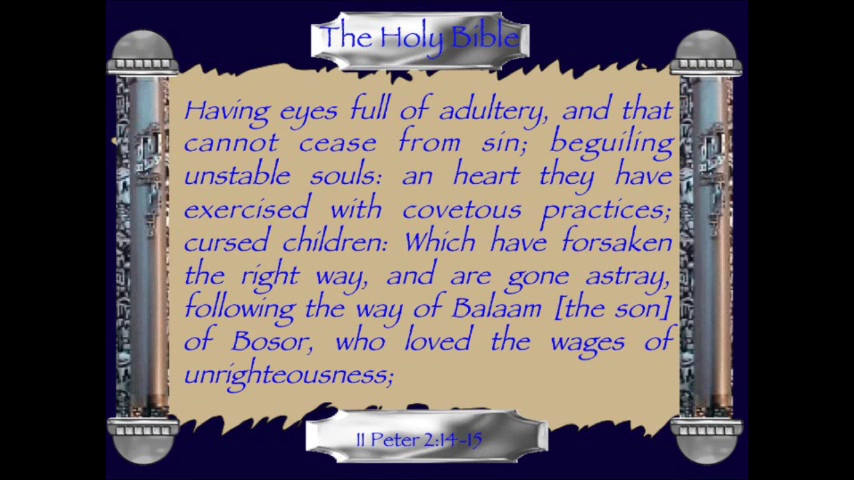 The Holy Bible
Having eyes full of adultery, and that
cannot cease from sin; beguiling
unstable souls: an heart they have
exercised with covetous practices;
cursed children: Which have forsaken
the right way, and are gone astray,
following the way of Balaam [the son]
of Bosor, who loved the wages of
unrighteousness;
II Peter 2:14-15